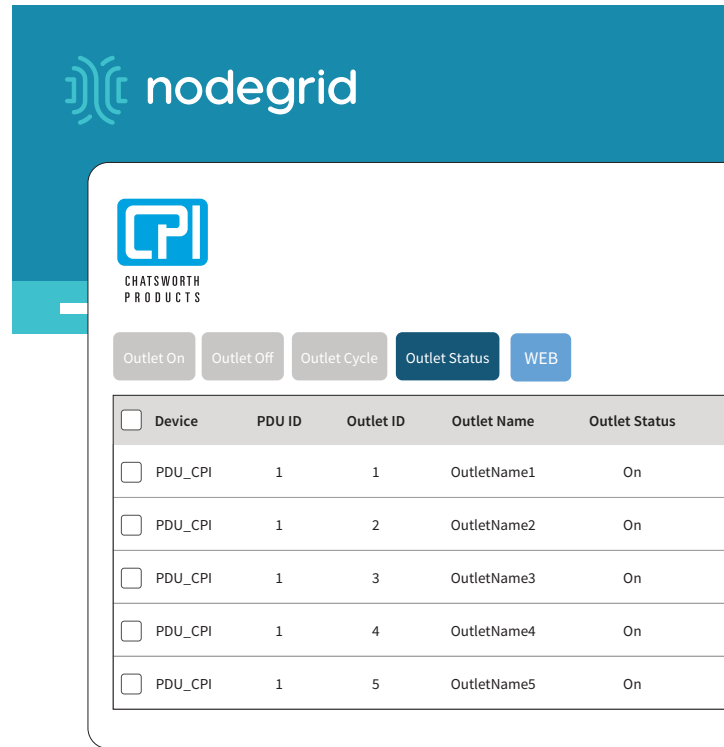 nodegrid
CPI
CHATSWORTH
PRODUCTS
Outlet On Outlet Off Outlet Cycle Outlet Status WEB
Device PDU ID Outlet ID Outlet Name Outlet Status
PDU_CPI 1 1 OutletName1 On
PDU_CPI 1 2 OutletName2 On
PDU_CPI 1 3 OutletName3 On
PDU_CPI 1 4 OutletName4 On
PDU_CPI 1 5 OutletName5 On